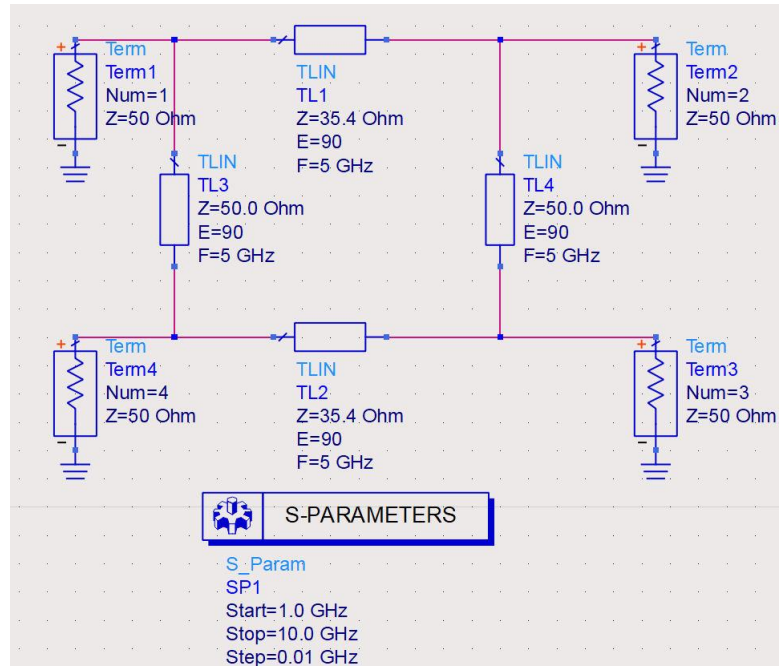 +
Term
Term1
Num=1
Z=50 Ohm
-
TLIN
TL1
Z=35.4 Ohm
E=90
F=5 GHz
+
Term
Term2
Num=2
Z=50 Ohm
-
TLIN
TL3
Z=50.0 Ohm
E=90
F=5 GHz
TLIN
TL4
Z=50.0 Ohm
E=90
F=5 GHz
+
Term
Term4
Num=4
Z=50 Ohm
-
TLIN
TL2
Z=35.4 Ohm
E=90
F=5 GHz
+
Term
Term3
Num=3
Z=50 Ohm
-
S-PARAMETERS
S_Param
SP1
Start=1.0 GHz
Stop=10.0 GHz
Step=0.01 GHz